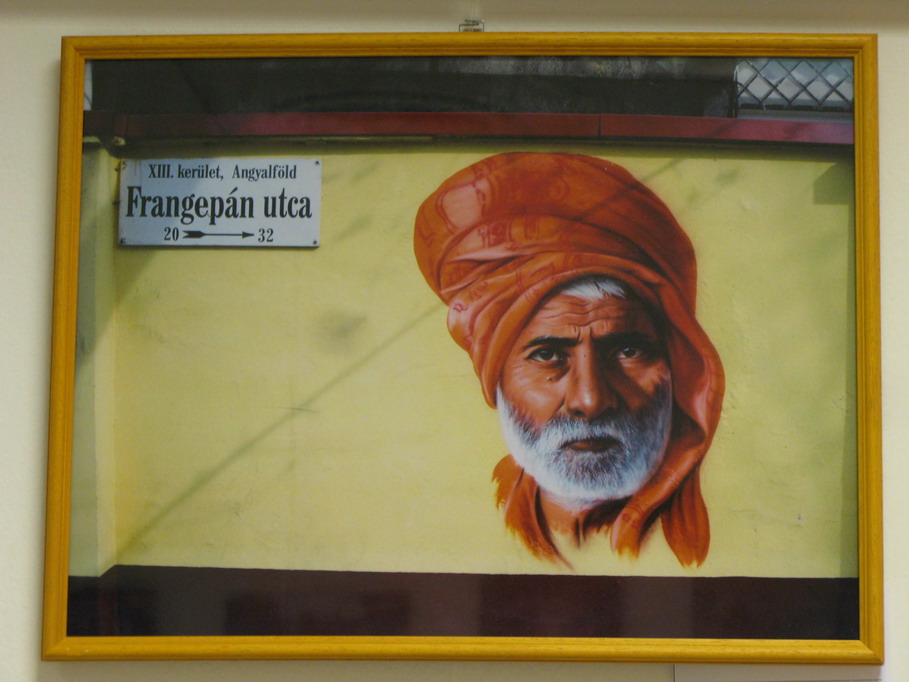 XIII. kerület, Angyalföld
Frangepán utca
20 32